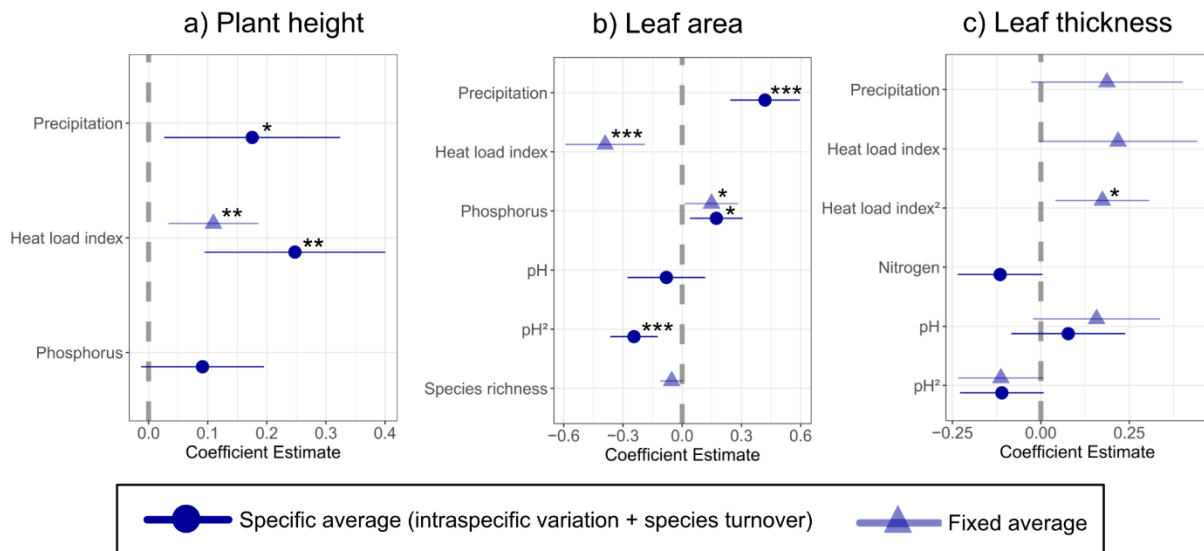 a) Plant height
Precipitation
*
Heat load index
**
**
Phosphorus
0.0 0.1 0.2 0.3 0.4
Coefficient Estimate
b) Leaf area
Precipitation
***
Heat load index
***
Phosphorus
*
*
pH
pH²
***
Species richness
−0.6 −0.3 0.0 0.3 0.6
Coefficient Estimate
c) Leaf thickness
Precipitation
Heat load index
Heat load index²
*
Nitrogen
pH
pH²
−0.25 0.00 0.25
Coefficient Estimate
Specific average (intraspecific variation + species turnover)
Fixed average